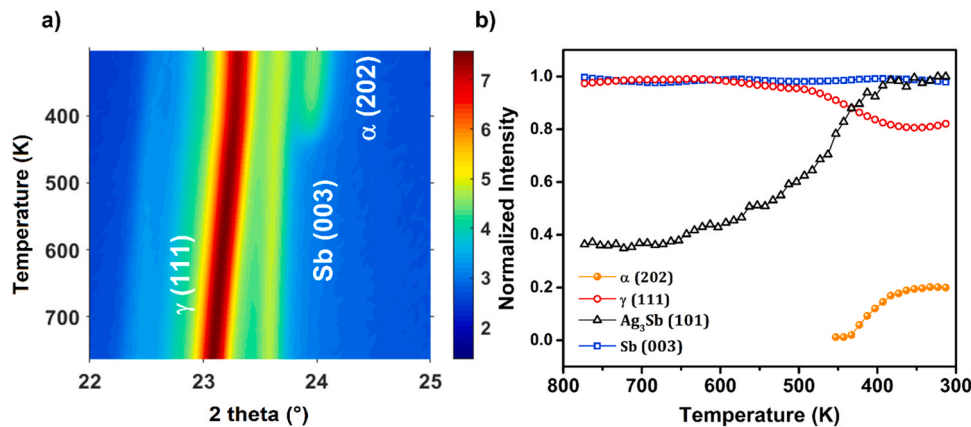 a)
γ (111)
Sb (003)
α (202)
400
500
600
700
Temperature (K)
22
23
24
25
2 theta (°)
7
6
5
4
3
2
b)
1.0
0.8
0.6
0.4
0.2
0.0
Normalized Intensity
α (202)
γ (111)
Ag₃Sb (101)
Sb (003)
800
700
600
500
400
300
Temperature (K)